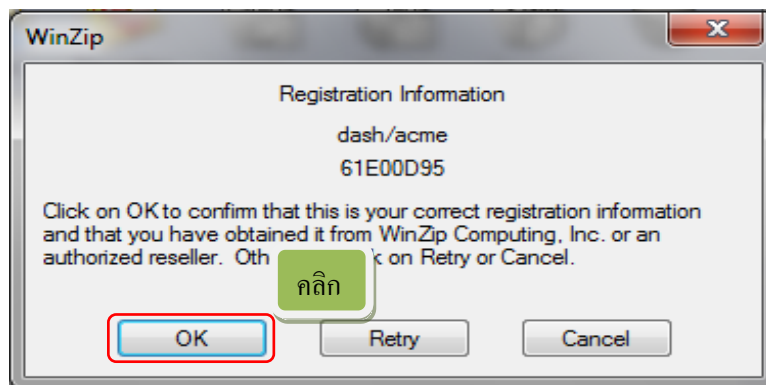 WinZip
Registration Information
dash/acme
61E00D95
Click on OK to confirm that this is your correct registration information
and that you have obtained it from WinZip Computing, Inc. or an
authorized reseller. Oth k on Retry or Cancel.
คลิก
OK Retry Cancel